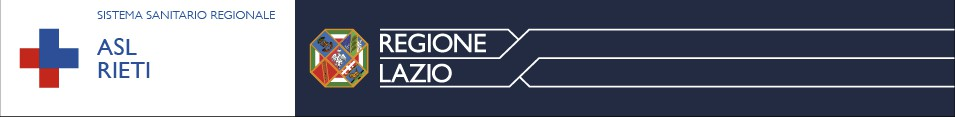 SISTEMA SANITARIO REGIONALE
ASL
RIETI
REGIONE
LAZIO